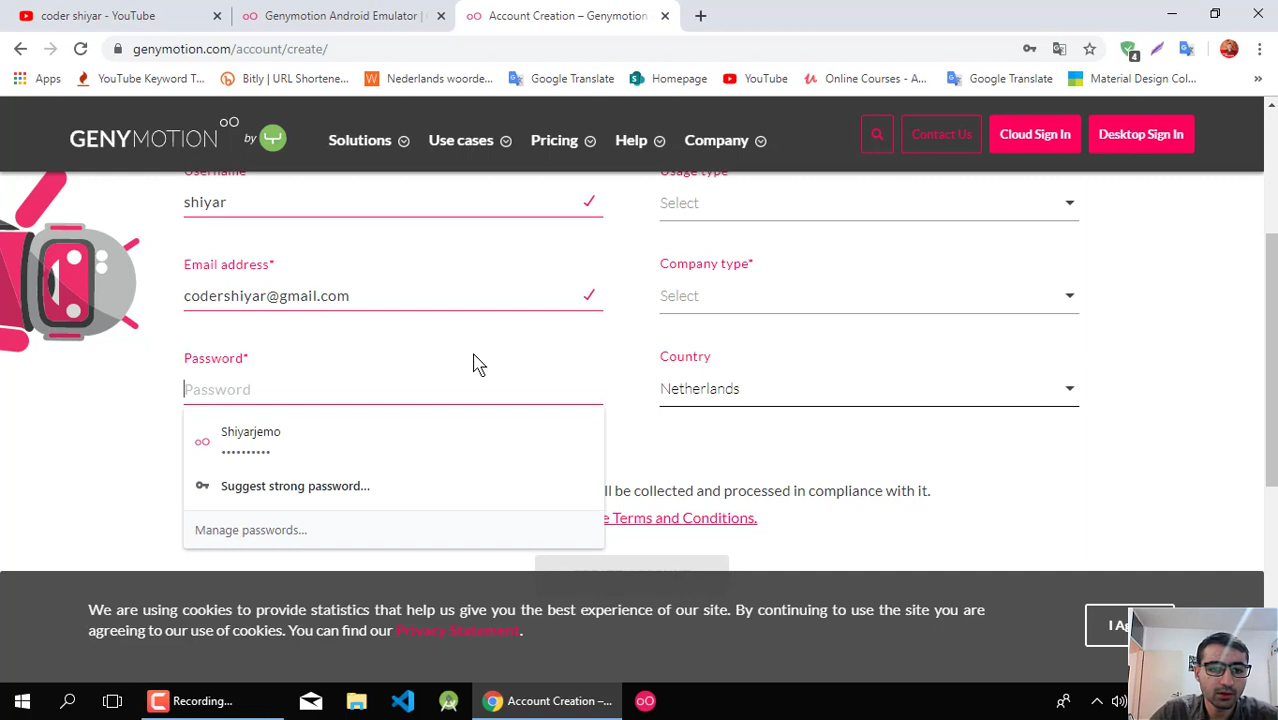 coder shiyar - YouTube
Genymotion Android Emulator |
Account Creation – Genymotion
genymotion.com/account/create/
4
Apps
YouTube Keyword T...
Bitly | URL Shortene...
Nederlands woorde...
Google Translate
Homepage
YouTube
Online Courses - A...
Google Translate
Material Design Col...
»
GENYMOTION by
Solutions
Use cases
Pricing
Help
Company
Contact Us
Cloud Sign In
Desktop Sign In
Username
Usage type
shiyar
Select
Email address*
Company type*
codershiyar@gmail.com
Select
Password*
Country
Password
Netherlands
Shiyarjemo
••••••••••
Suggest strong password...
ll be collected and processed in compliance with it.
e Terms and Conditions.
Manage passwords...
We are using cookies to provide statistics that help us give you the best experience of our site. By continuing to use the site you are
agreeing to our use of cookies. You can find our Privacy Statement.
I Ag
Recording...
Account Creation –...